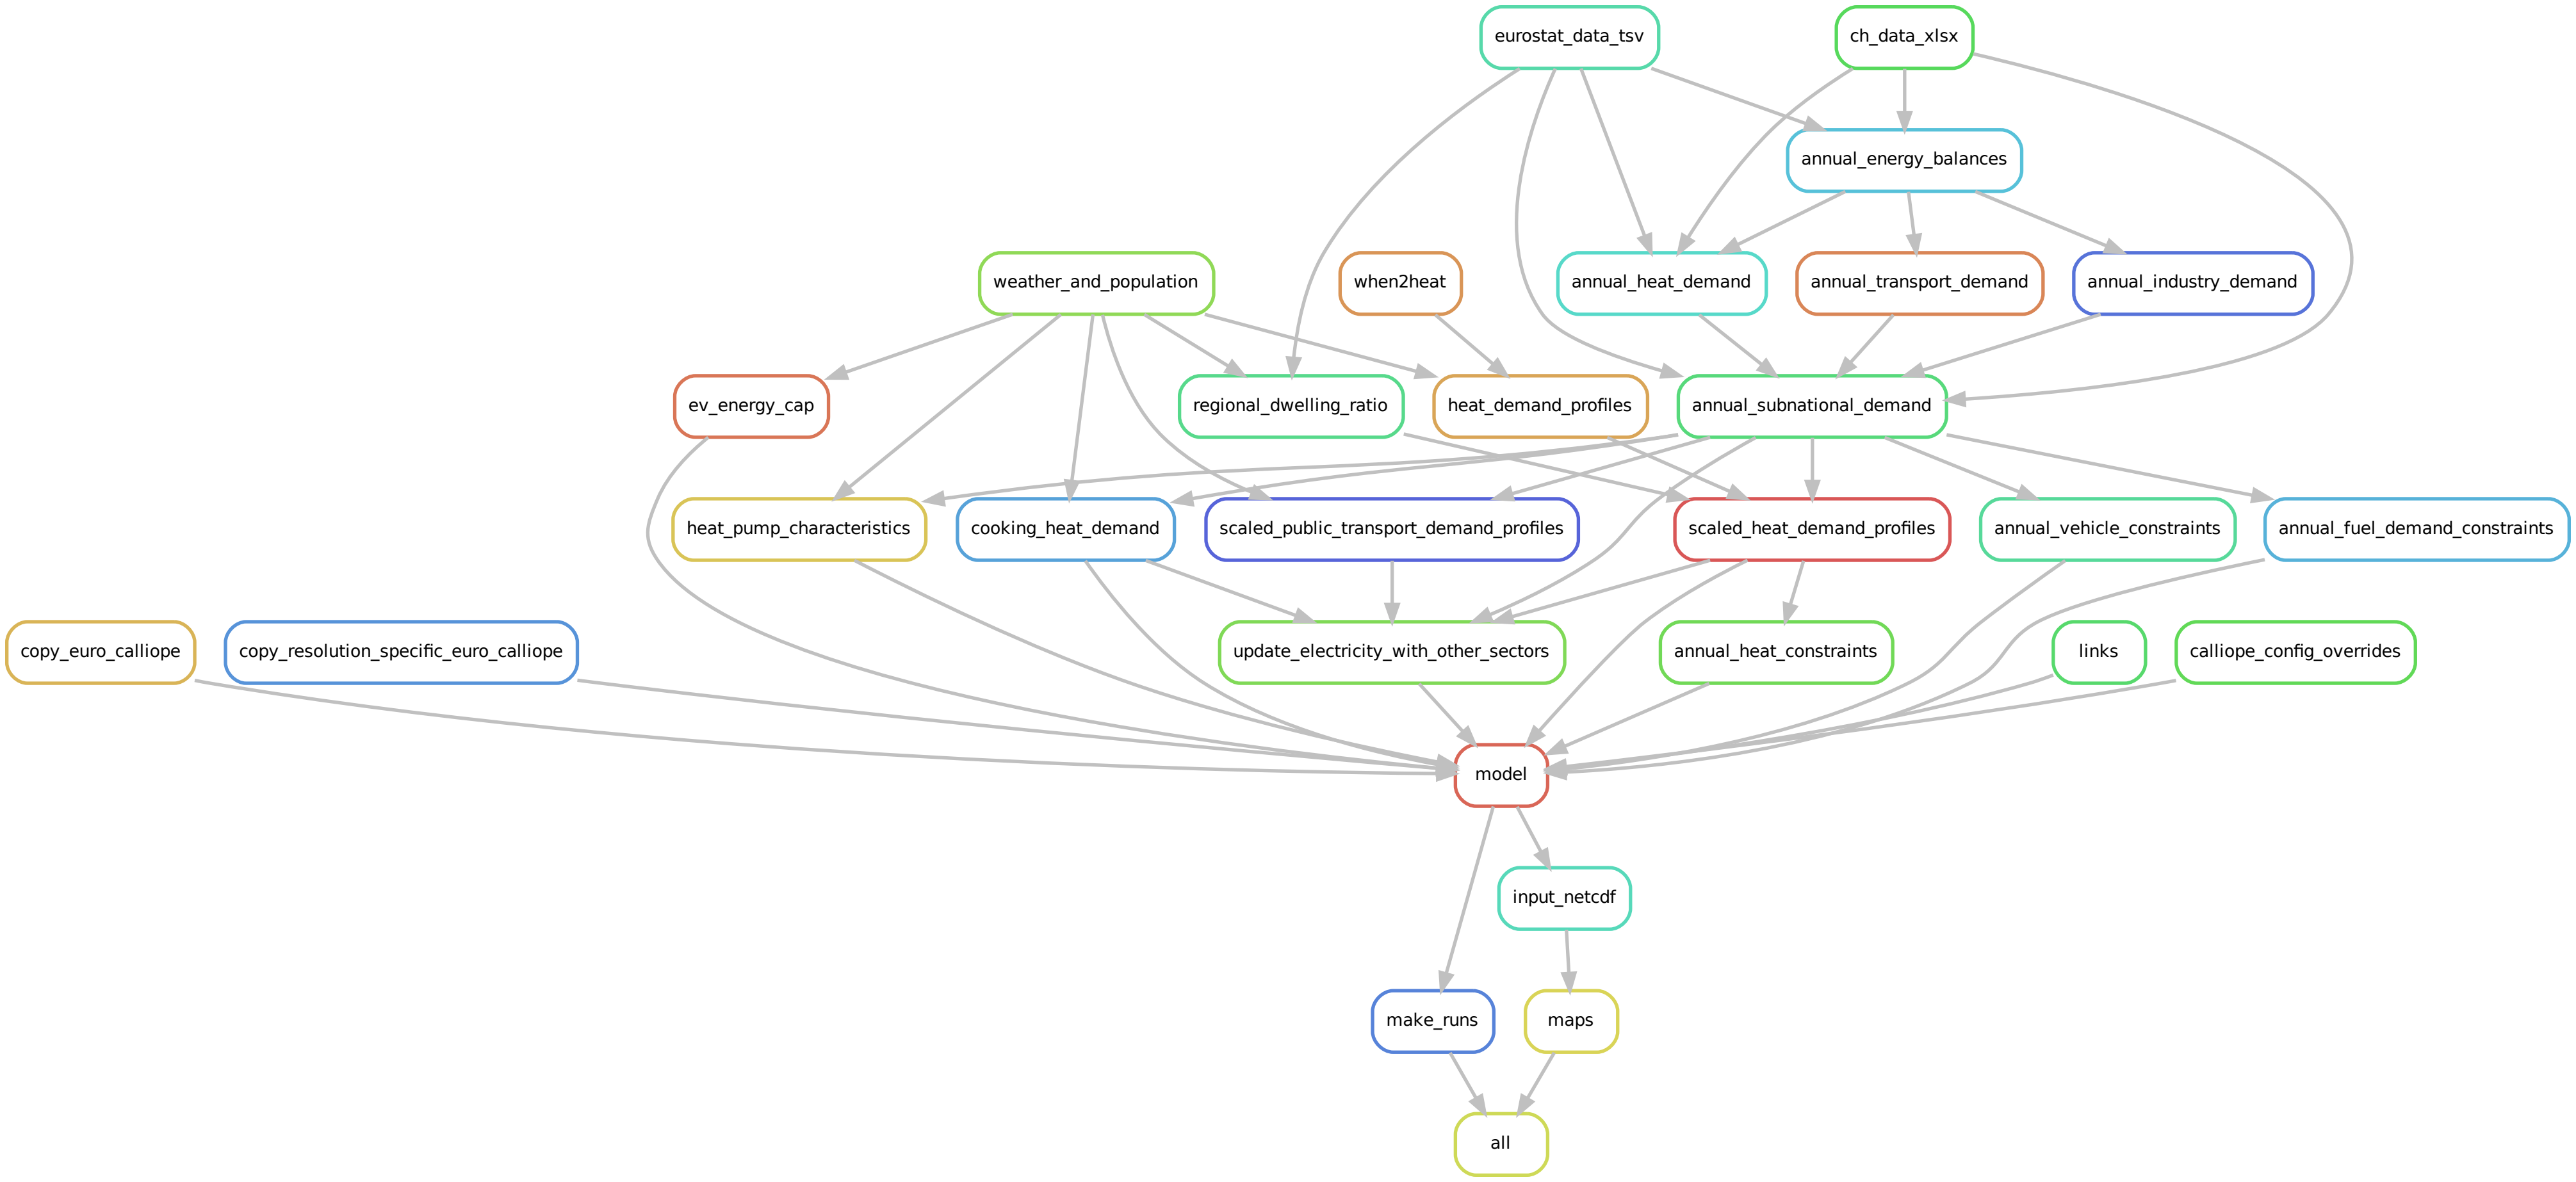 eurostat_data_tsv
ch_data_xlsx
annual_energy_balances
weather_and_population
when2heat
annual_heat_demand
annual_transport_demand
annual_industry_demand
ev_energy_cap
regional_dwelling_ratio
heat_demand_profiles
annual_subnational_demand
heat_pump_characteristics
cooking_heat_demand
scaled_public_transport_demand_profiles
scaled_heat_demand_profiles
annual_vehicle_constraints
annual_fuel_demand_constraints
copy_euro_calliope
copy_resolution_specific_euro_calliope
update_electricity_with_other_sectors
annual_heat_constraints
links
calliope_config_overrides
model
input_netcdf
make_runs
maps
all